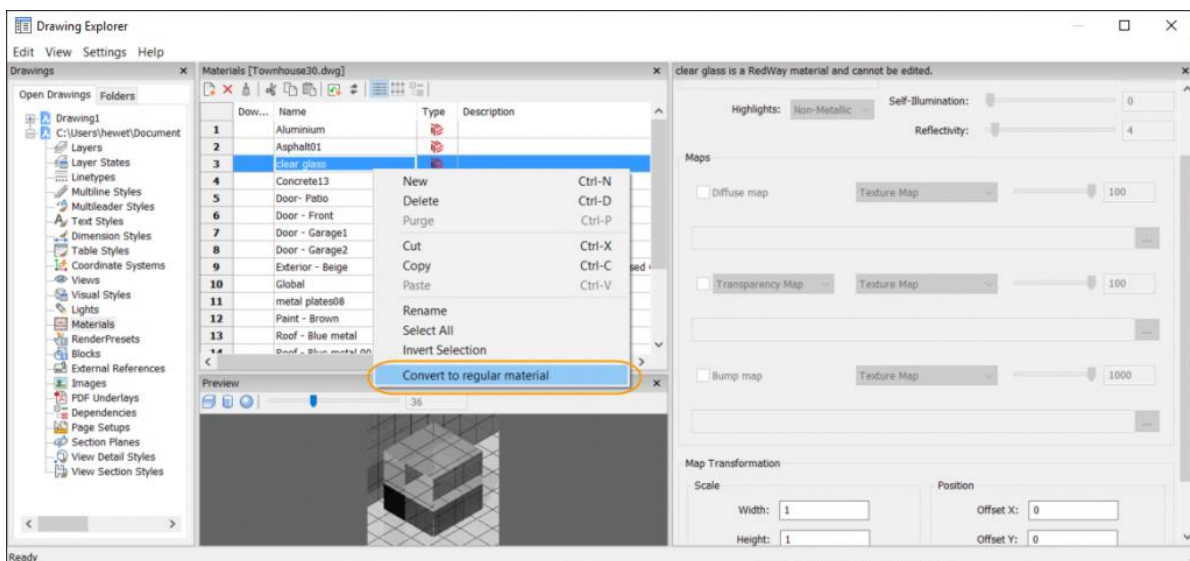 Drawing Explorer
Edit View Settings Help
Drawings
Open Drawings Folders
Drawing1
C:\Users\hewet\Document
Layers
Layer States
Linetypes
Multiline Styles
Multileader Styles
Text Styles
Dimension Styles
Table Styles
Coordinate Systems
Views
Visual Styles
Lights
Materials
RenderPresets
Blocks
External References
Images
PDF Underlays
Dependencies
Page Setups
Section Planes
View Detail Styles
View Section Styles
Materials [Townhouse30.dwg]
Dow... Name Type Description
1 Aluminium
2 Asphalt01
3 clear glass
4 Concrete13
5 Door- Patio
6 Door - Front
7 Door - Garage1
8 Door - Garage2
9 Exterior - Beige
10 Global
11 metal plates08
12 Paint - Brown
13 Roof - Blue metal
14 Roof - Blue metal 90
New Ctrl-N
Delete Ctrl-D
Purge Ctrl-P
Cut Ctrl-X
Copy Ctrl-C
Paste Ctrl-V
Rename
Select All
Invert Selection
Convert to regular material
Preview
36
clear glass is a RedWay material and cannot be edited.
Highlights: Non-Metallic Self-Illumination: 0
Reflectivity: 4
Maps
Diffuse map Texture Map 100
...
Transparency Map Texture Map 100
...
Bump map Texture Map 1000
...
Map Transformation
Scale Position
Width: 1 Offset X: 0
Height: 1 Offset Y: 0
Ready